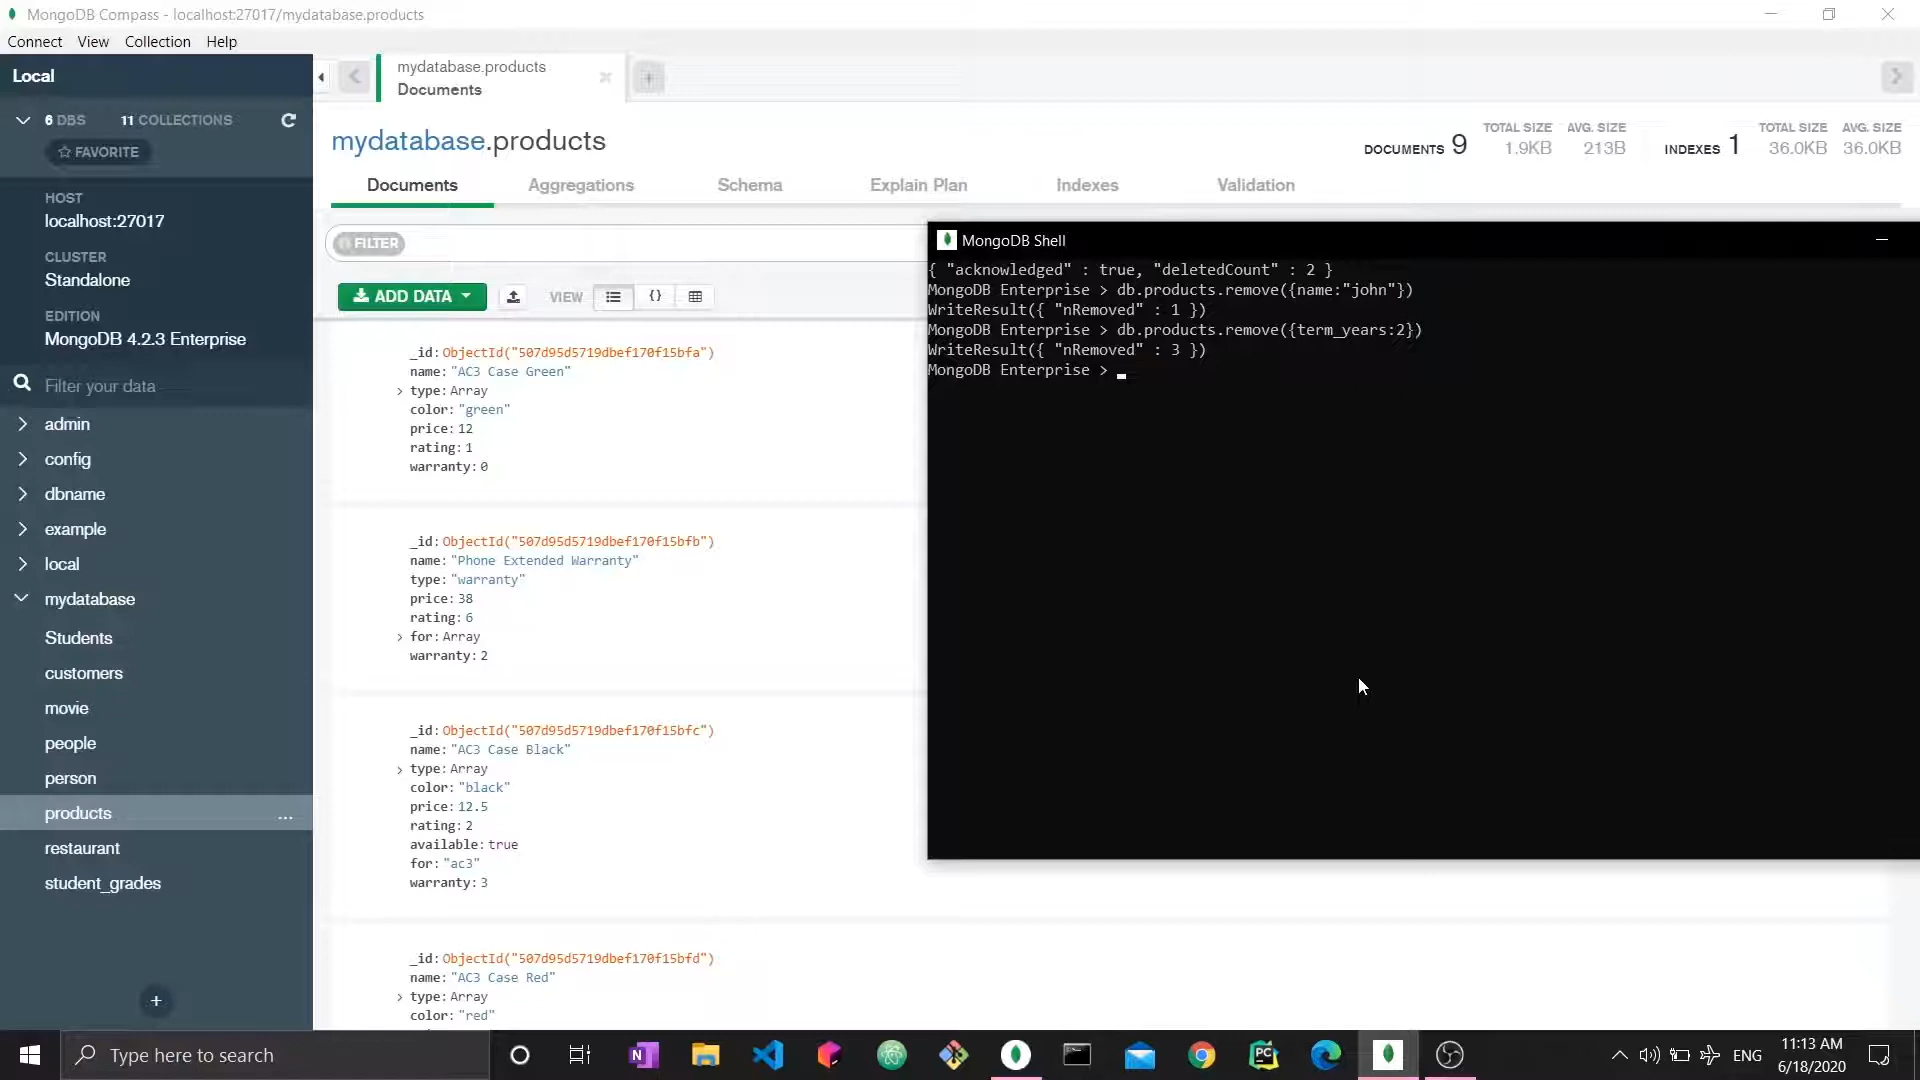 MongoDB Compass - localhost:27017/mydatabase.products
Connect View Collection Help
Local
6 DBS 11 COLLECTIONS
FAVORITE
HOST
localhost:27017
CLUSTER
Standalone
EDITION
MongoDB 4.2.3 Enterprise
Filter your data
admin
config
dbname
example
local
mydatabase
Students
customers
movie
people
person
products ...
restaurant
student_grades
+
mydatabase.products
Documents
mydatabase.products
DOCUMENTS 9 TOTAL SIZE 1.9KB AVG. SIZE 213B INDEXES 1 TOTAL SIZE 36.0KB AVG. SIZE 36.0KB
Documents Aggregations Schema Explain Plan Indexes Validation
FILTER
ADD DATA VIEW {}
_id: ObjectId("507d95d5719dbef170f15bfa")
name: "AC3 Case Green"
type: Array
color: "green"
price: 12
rating: 1
warranty: 0
_id: ObjectId("507d95d5719dbef170f15bfb")
name: "Phone Extended Warranty"
type: "warranty"
price: 38
rating: 6
for: Array
warranty: 2
_id: ObjectId("507d95d5719dbef170f15bfc")
name: "AC3 Case Black"
type: Array
color: "black"
price: 12.5
rating: 2
available: true
for: "ac3"
warranty: 3
_id: ObjectId("507d95d5719dbef170f15bfd")
name: "AC3 Case Red"
type: Array
color: "red"
MongoDB Shell
{ "acknowledged" : true, "deletedCount" : 2 }
MongoDB Enterprise > db.products.remove({name:"john"})
WriteResult({ "nRemoved" : 1 })
MongoDB Enterprise > db.products.remove({term_years:2})
WriteResult({ "nRemoved" : 3 })
MongoDB Enterprise >
Type here to search
ENG
11:13 AM
6/18/2020